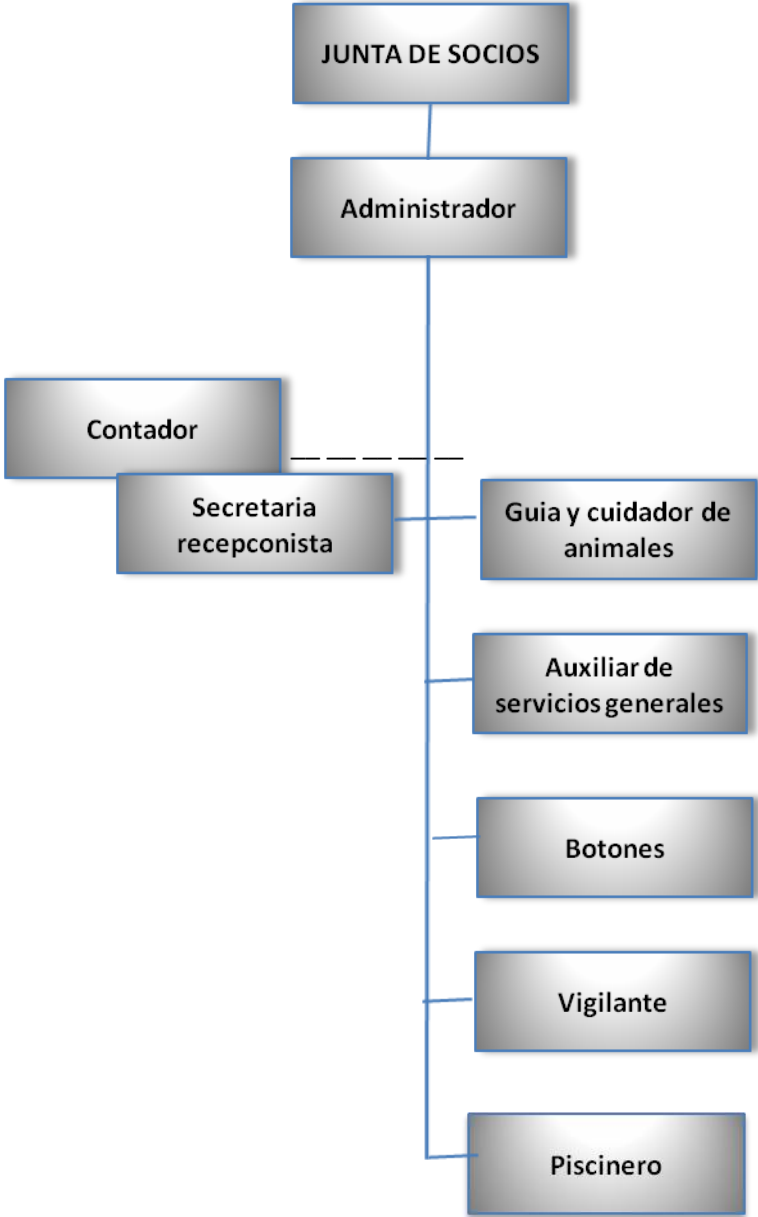 JUNTA DE SOCIOS
Administrador
Contador
Secretaria
recepconista
Guia y cuidador de
animales
Auxiliar de
servicios generales
Botones
Vigilante
Piscinero